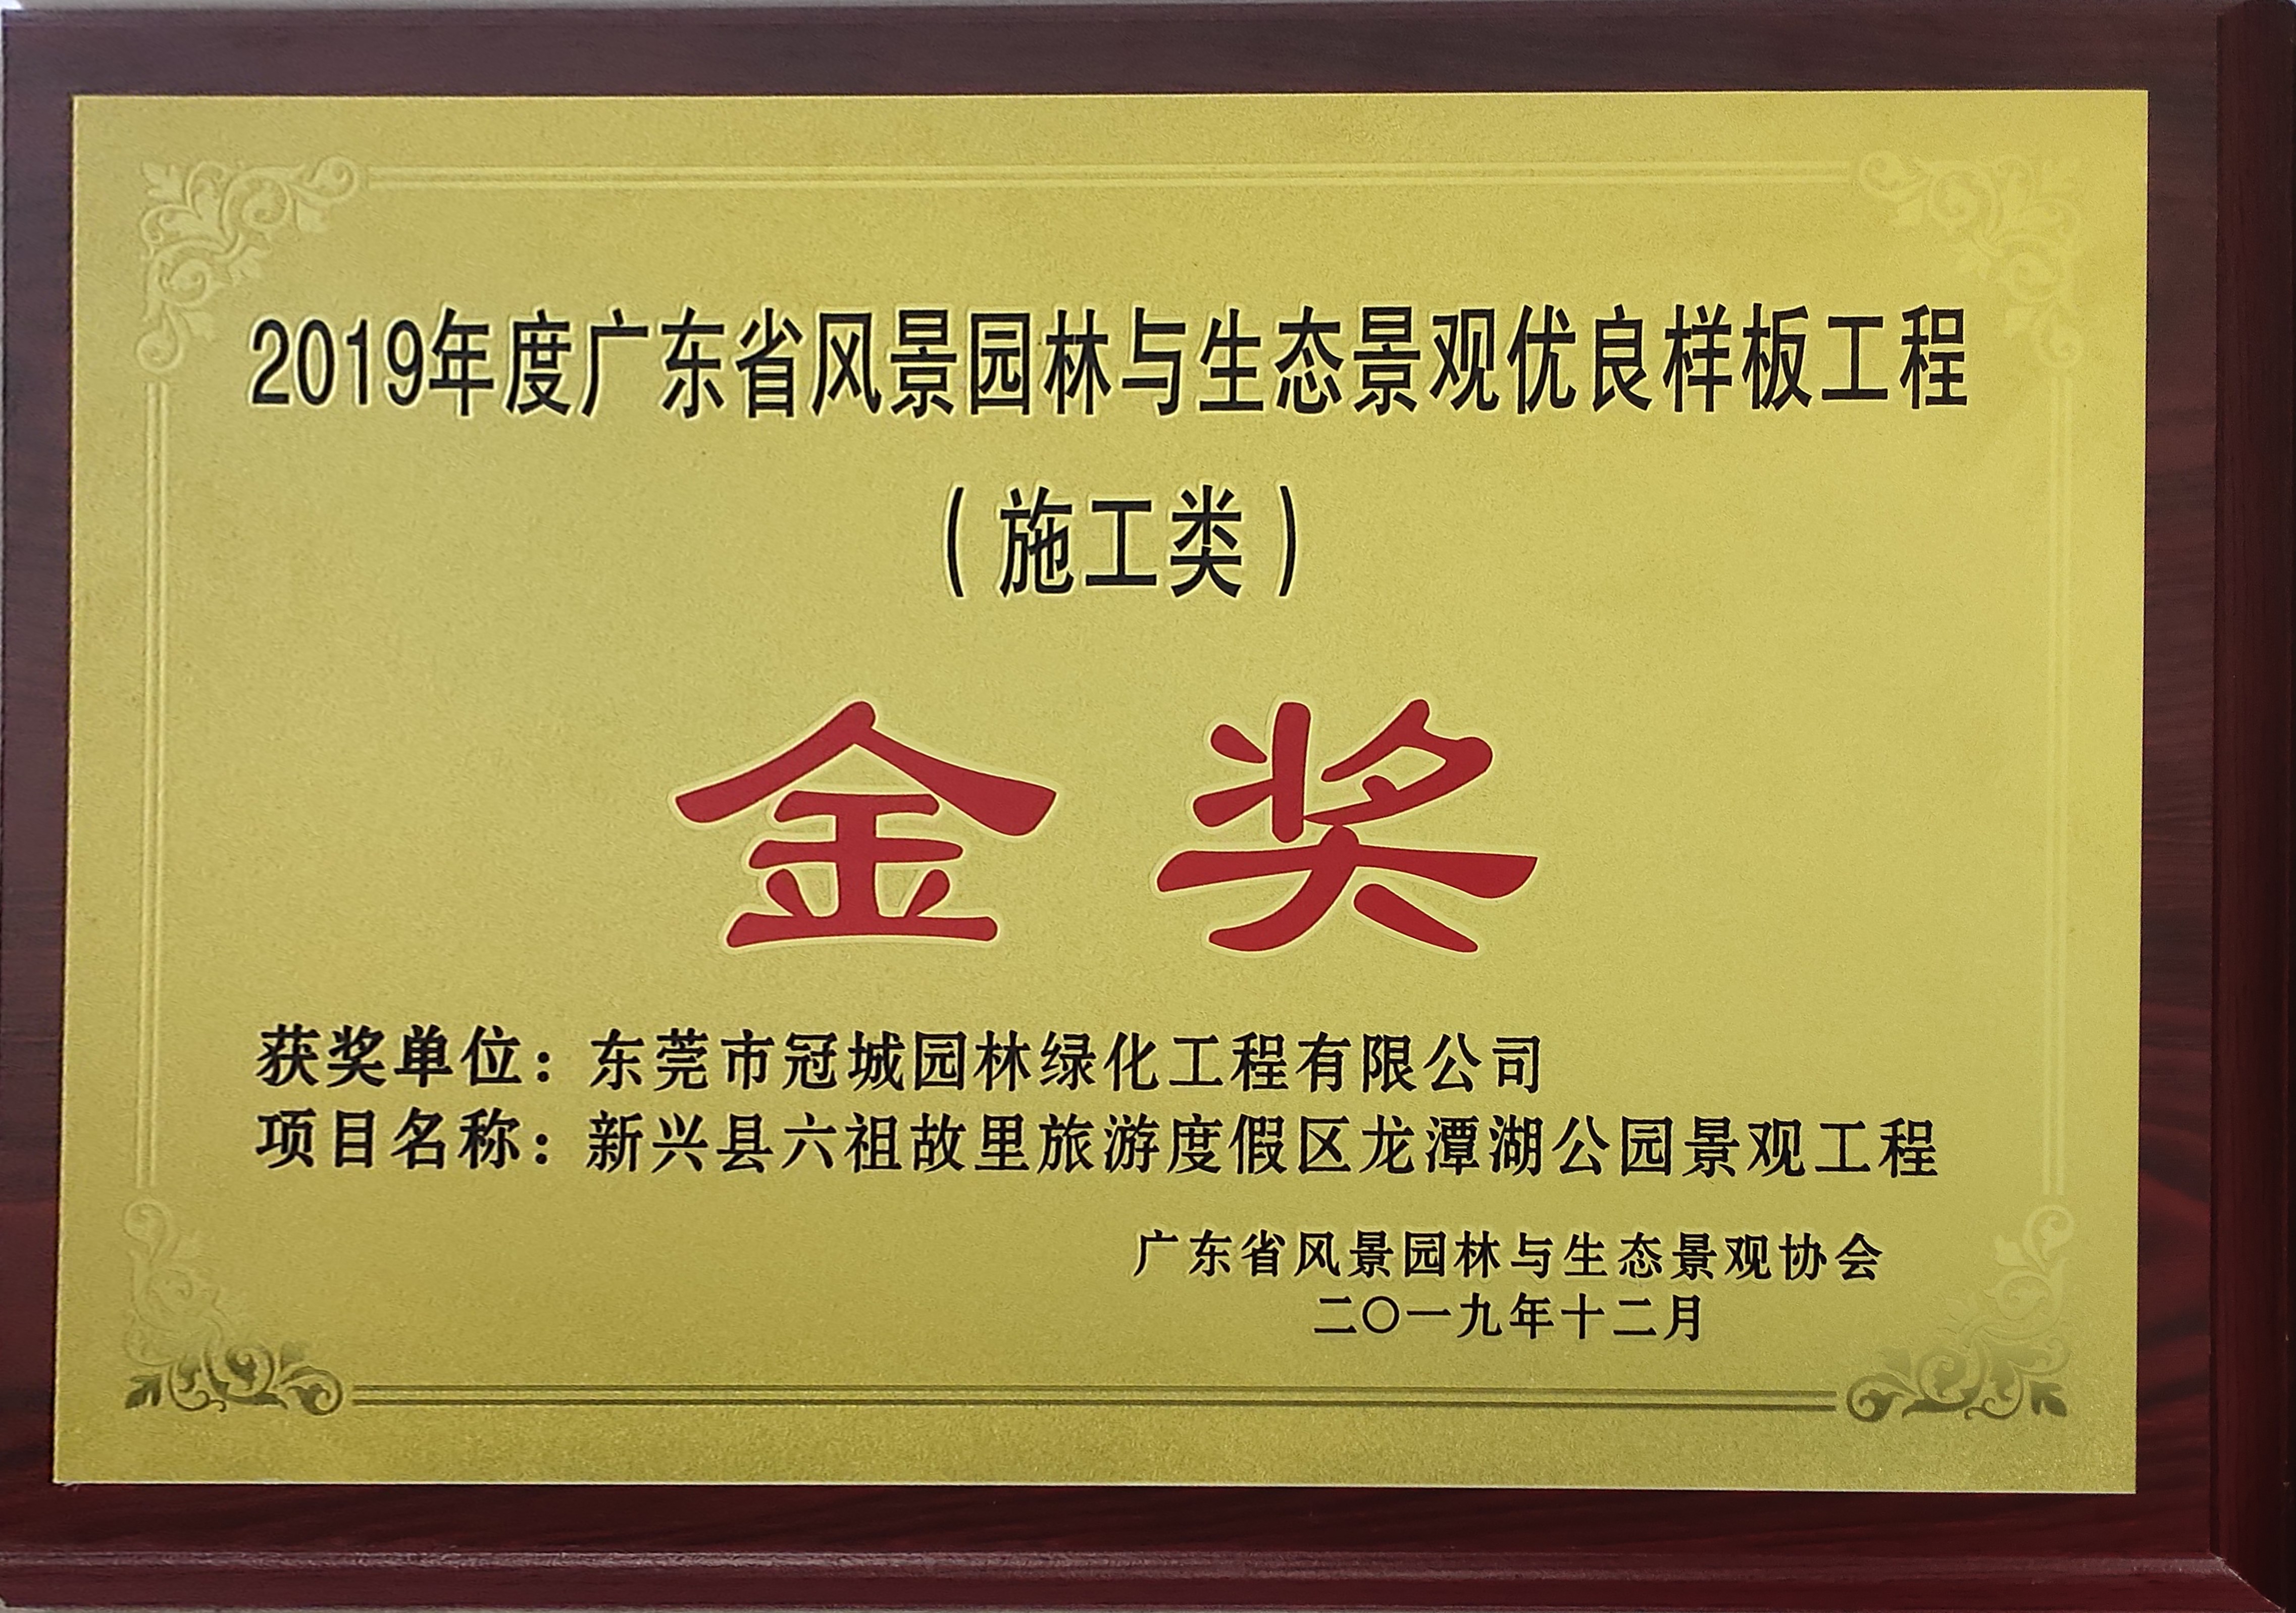 2019年度广东省风景园林与生态景观优良样板工程
（施工类）
金奖
获奖单位：东莞市冠城园林绿化工程有限公司
项目名称：新兴县六祖故里旅游度假区龙潭湖公园景观工程
广东省风景园林与生态景观协会
二〇一九年十二月